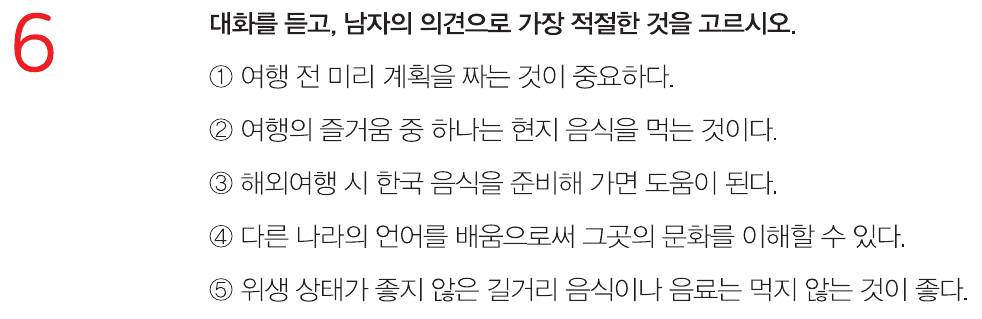 6 대화를 듣고, 남자의 의견으로 가장 적절한 것을 고르시오.
① 여행 전 미리 계획을 짜는 것이 중요하다.
② 여행의 즐거움 중 하나는 현지 음식을 먹는 것이다.
③ 해외여행 시 한국 음식을 준비해 가면 도움이 된다.
④ 다른 나라의 언어를 배움으로써 그곳의 문화를 이해할 수 있다.
⑤ 위생 상태가 좋지 않은 길거리 음식이나 음료는 먹지 않는 것이 좋다.